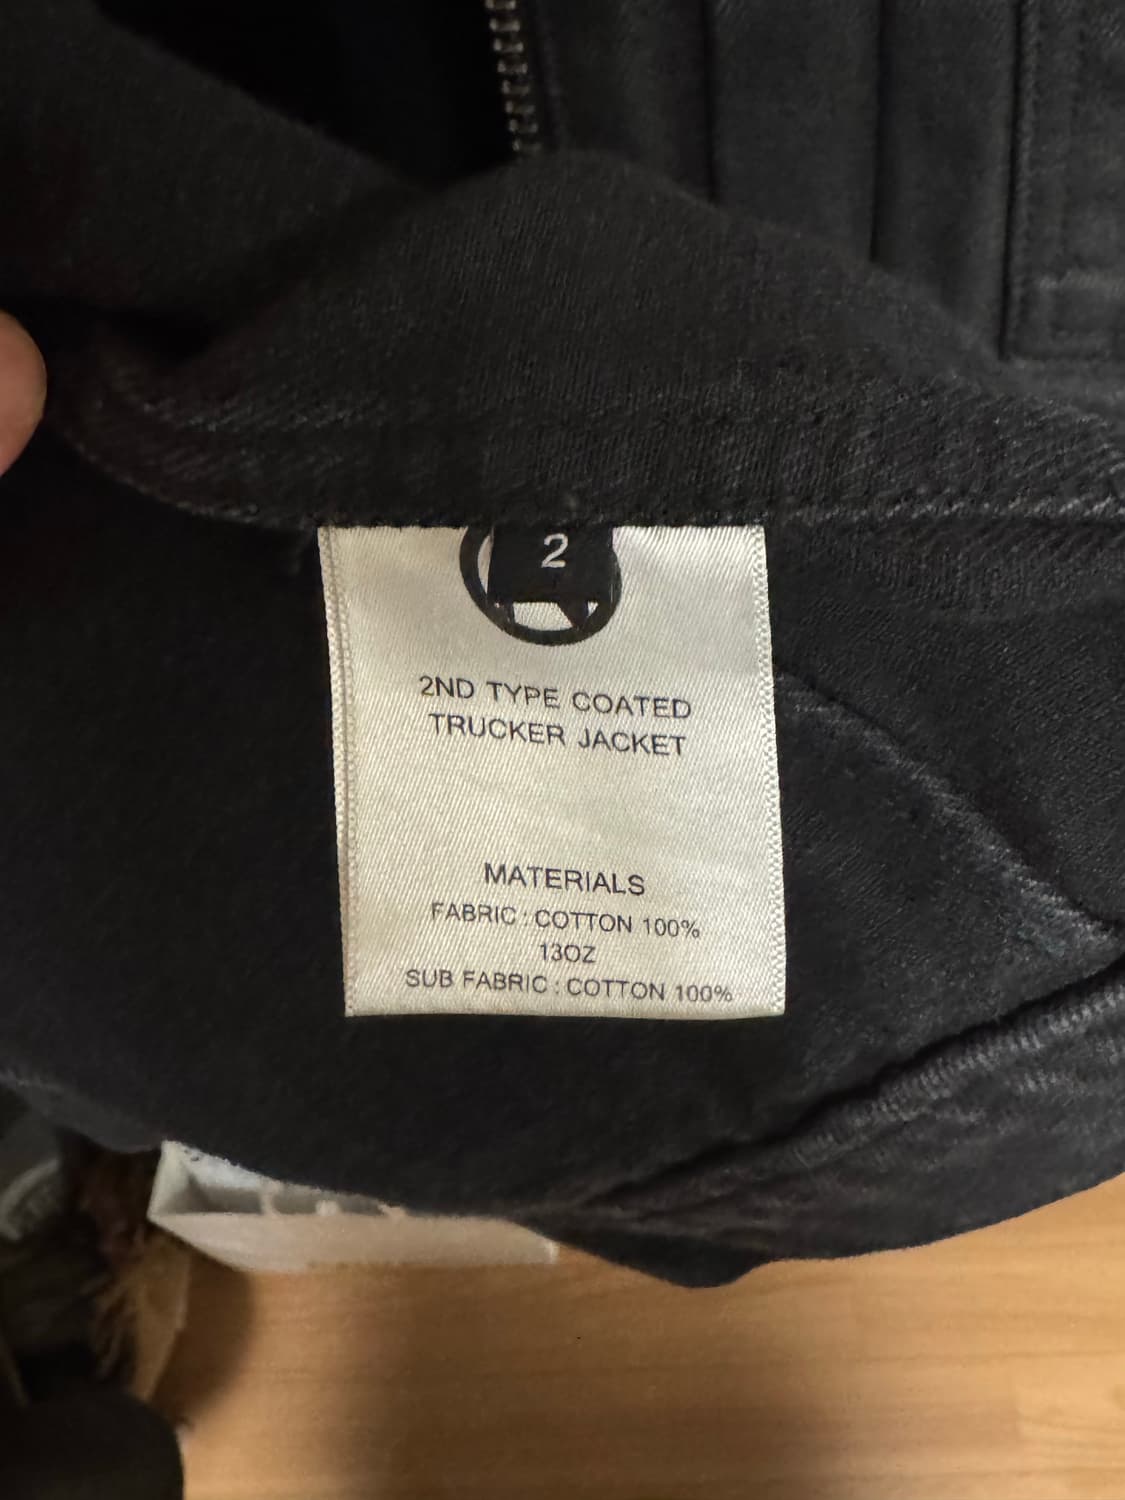 2
2ND TYPE COATED
TRUCKER JACKET
MATERIALS
FABRIC : COTTON 100%
13OZ
SUB FABRIC : COTTON 100%